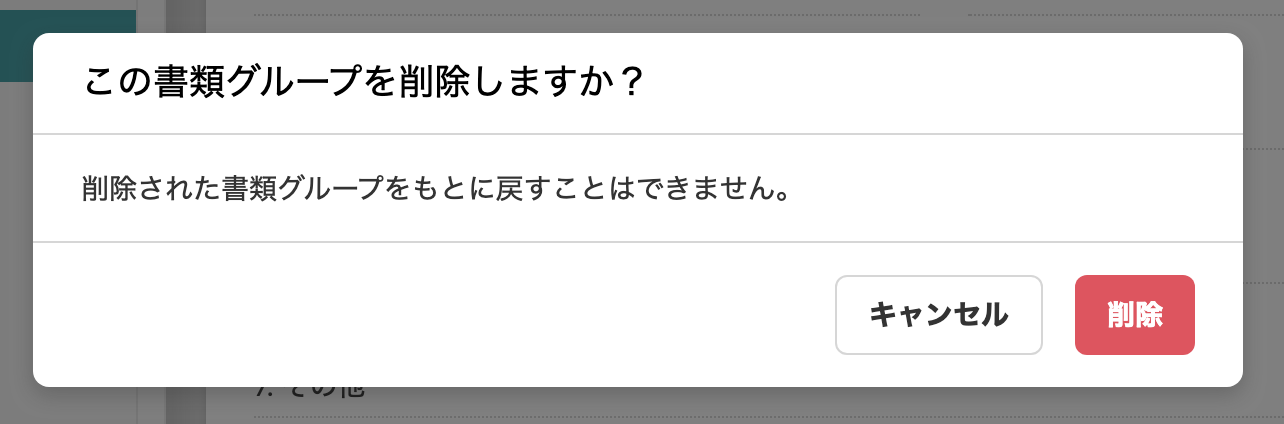 この書類グループを削除しますか？
削除された書類グループをもとに戻すことはできません。
キャンセル
削除
7. その他